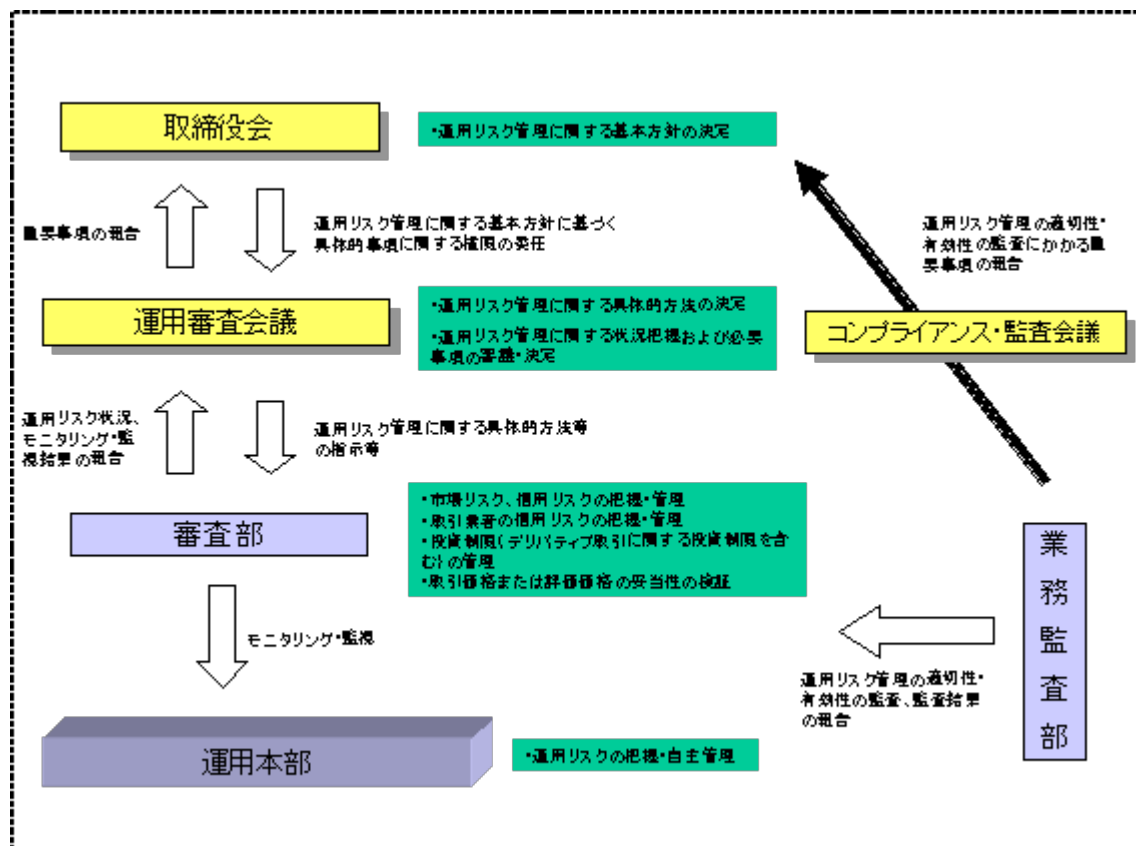 取締役会
・運用リスク管理に関する基本方針の決定
重要事項の報告
運用リスク管理に関する基本方針に基づく
具体的事項に関する権限の委任
運用リスク管理の適切性・
有効性の監査にかかる重
要事項の報告
運用審査会議
・運用リスク管理に関する具体的方法の決定
・運用リスク管理に関する状況把握および必要
事項の審議・決定
コンプライアンス・監査会議
運用リスク状況、
モニタリング・監
視結果の報告
運用リスク管理に関する具体的方法等
の指示等
審査部
・市場リスク、信用リスクの把握・管理
・取引業者の信用リスクの把握・管理
・投資制限(デリバティブ取引に関する投資制限を含
む)の管理
・取引価格または評価価格の妥当性の検証
業務監査部
モニタリング・監視
運用リスク管理の適切性・
有効性の監査、監査結果
の報告
運用本部
・運用リスクの把握・自主管理